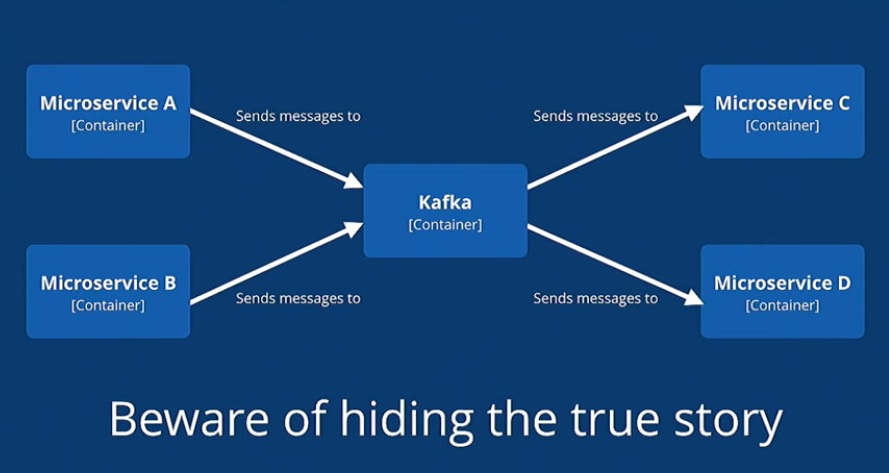 Microservice A
[Container]
Sends messages to
Sends messages to
Microservice C
[Container]
Kafka
[Container]
Microservice B
[Container]
Sends messages to
Sends messages to
Microservice D
[Container]
Beware of hiding the true story